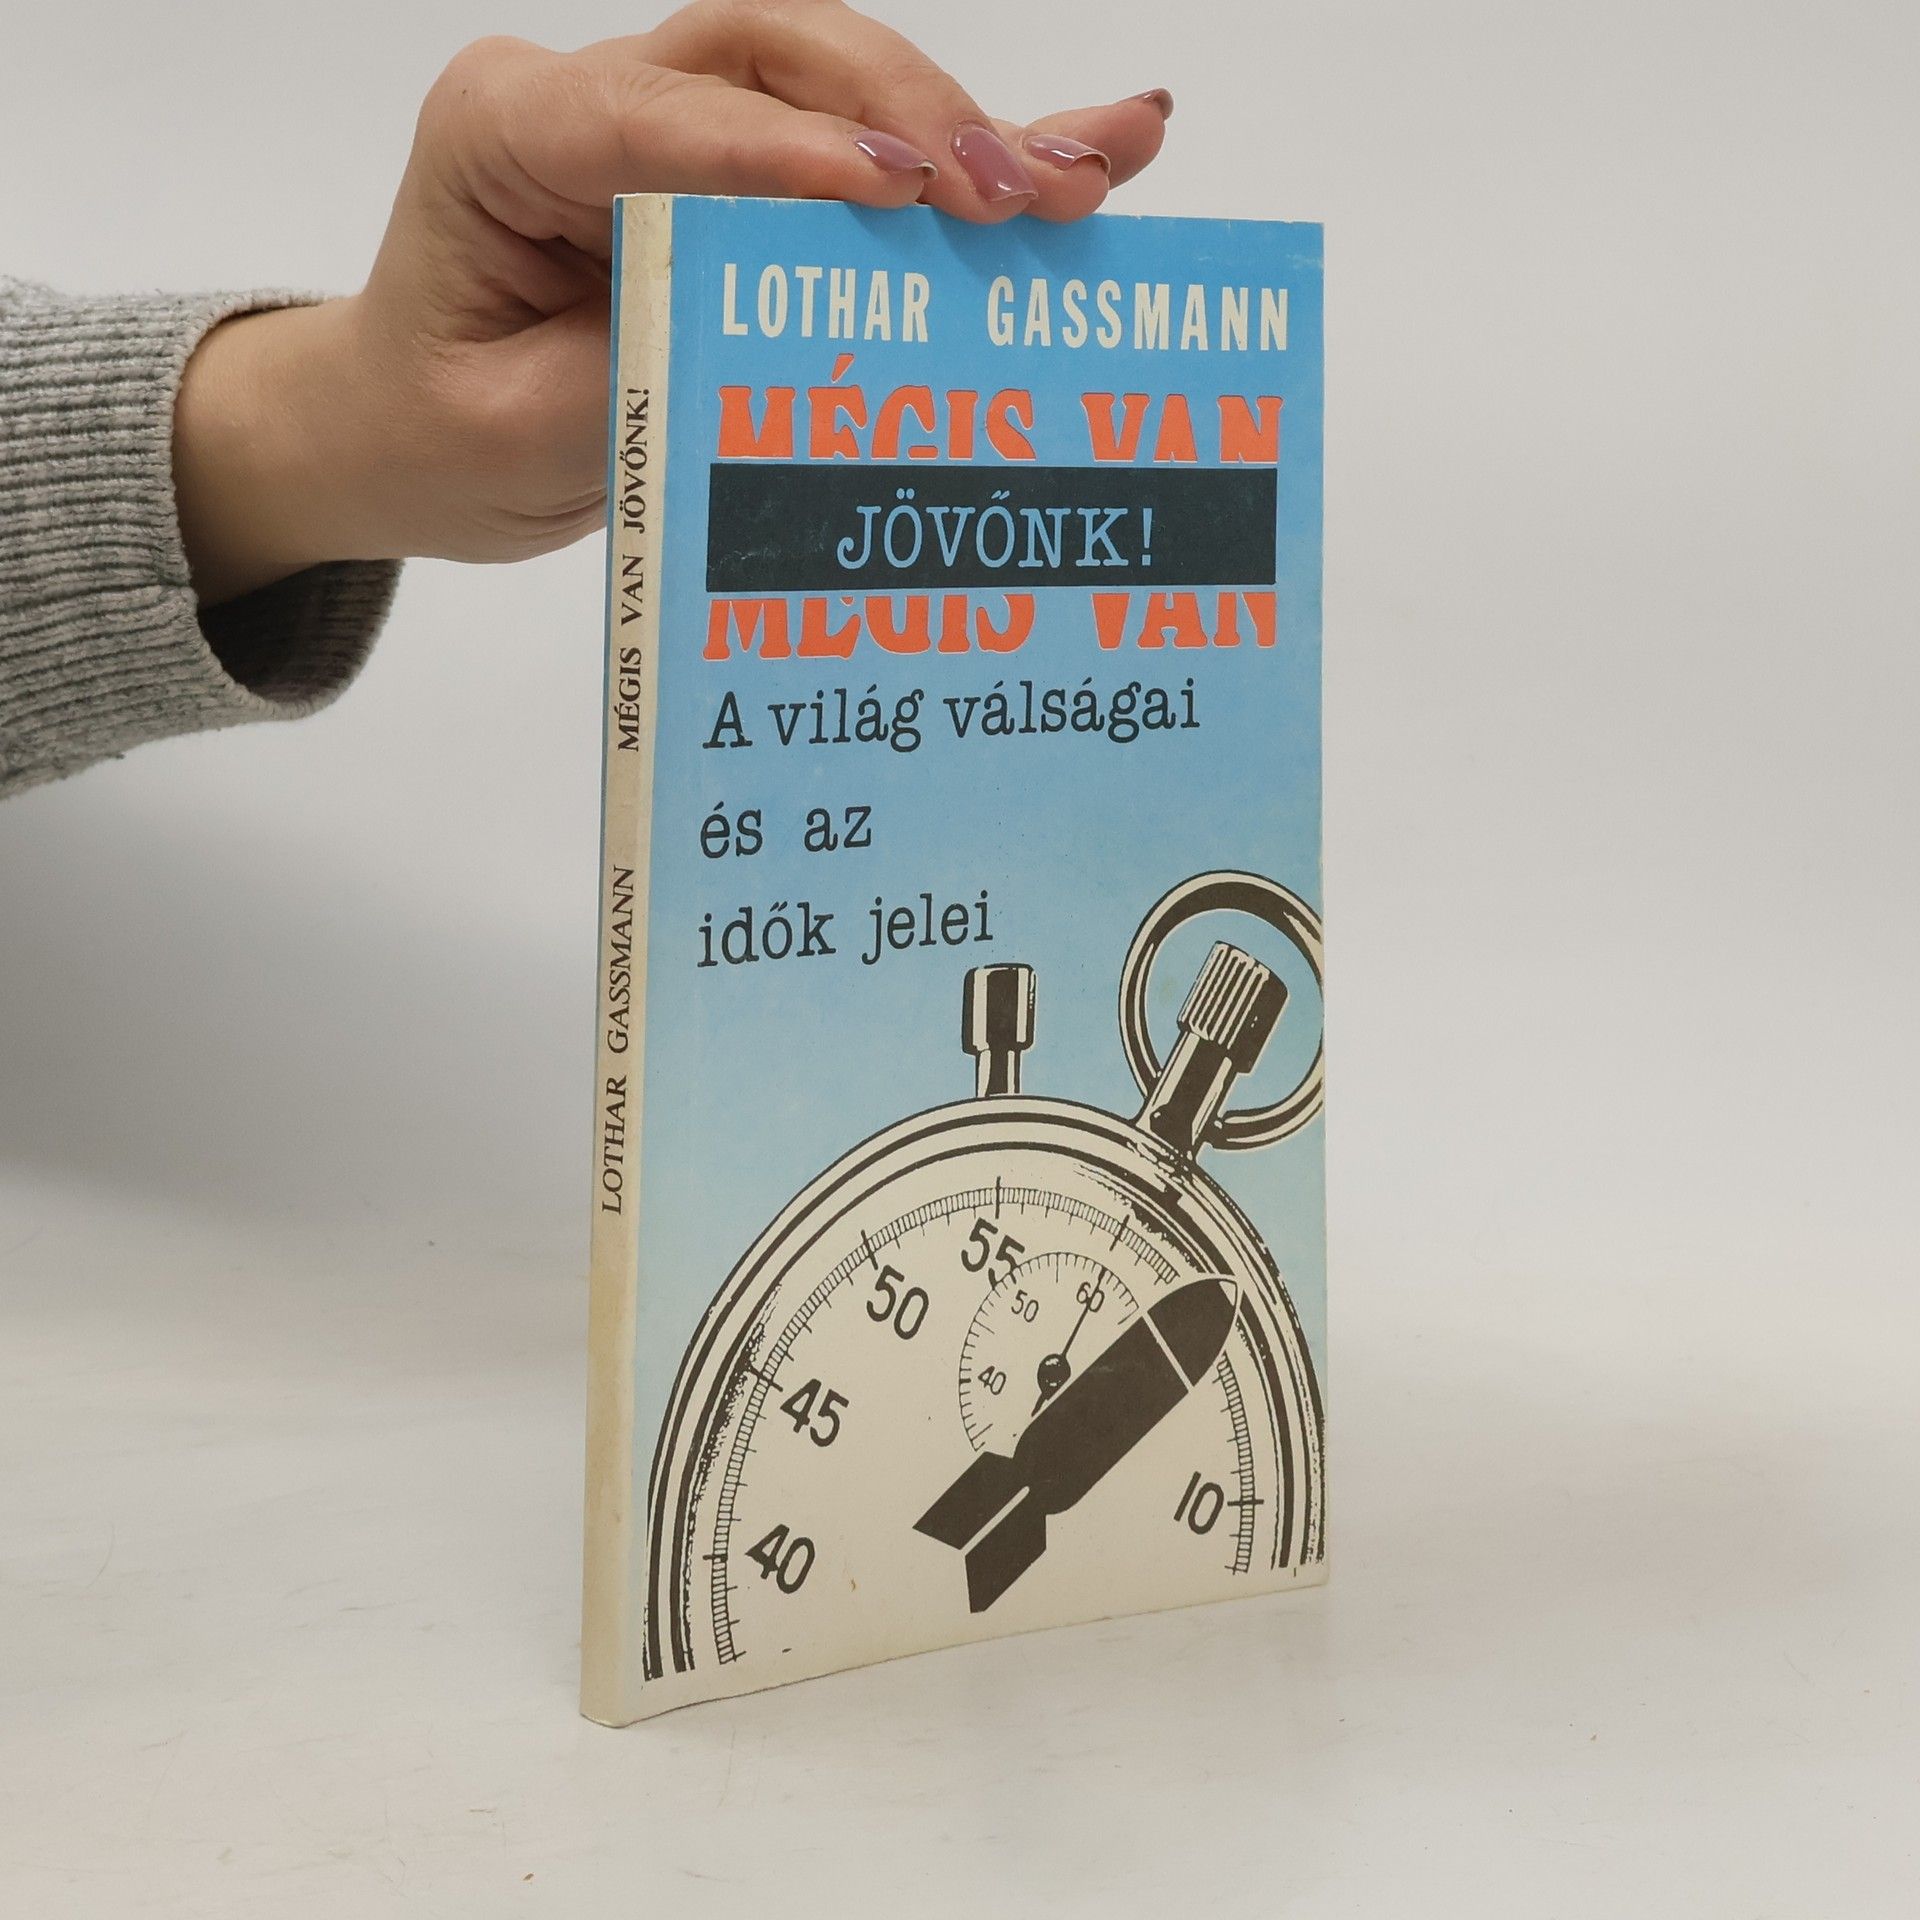 LOTHAR GASSMANN
MÉGIS VAN
JÖVŐNK!
MÉGIS VAN
A világ válságai
és az
idők jelei
55
50
45
40
10
60
50
40
LOTHAR GASSMANN MÉGIS VAN JÖVŐNK!